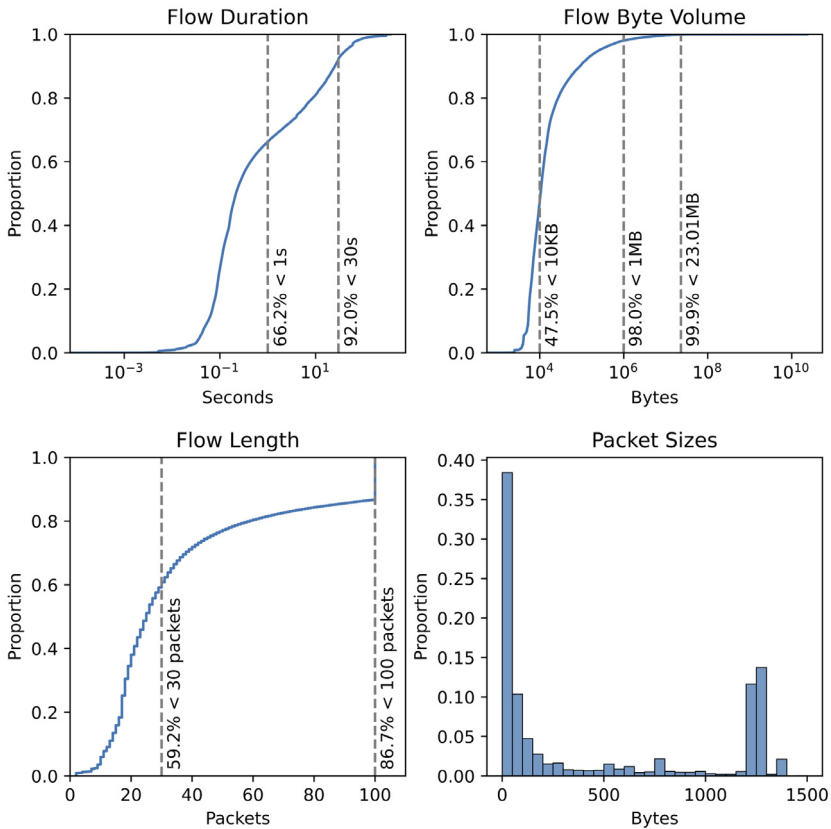 Flow Duration
1.0
0.8
0.6
0.4
0.2
0.0
Proportion
66.2% < 1s
92.0% < 30s
10⁻³
10⁻¹
10¹
Seconds
Flow Byte Volume
1.0
0.8
0.6
0.4
0.2
0.0
Proportion
47.5% < 10KB
98.0% < 1MB
99.9% < 23.01MB
10⁴
10⁶
10⁸
10¹⁰
Bytes
Flow Length
1.0
0.8
0.6
0.4
0.2
0.0
Proportion
59.2% < 30 packets
86.7% < 100 packets
0
20
40
60
80
100
Packets
Packet Sizes
0.40
0.35
0.30
0.25
0.20
0.15
0.10
0.05
0.00
Proportion
0
500
1000
1500
Bytes